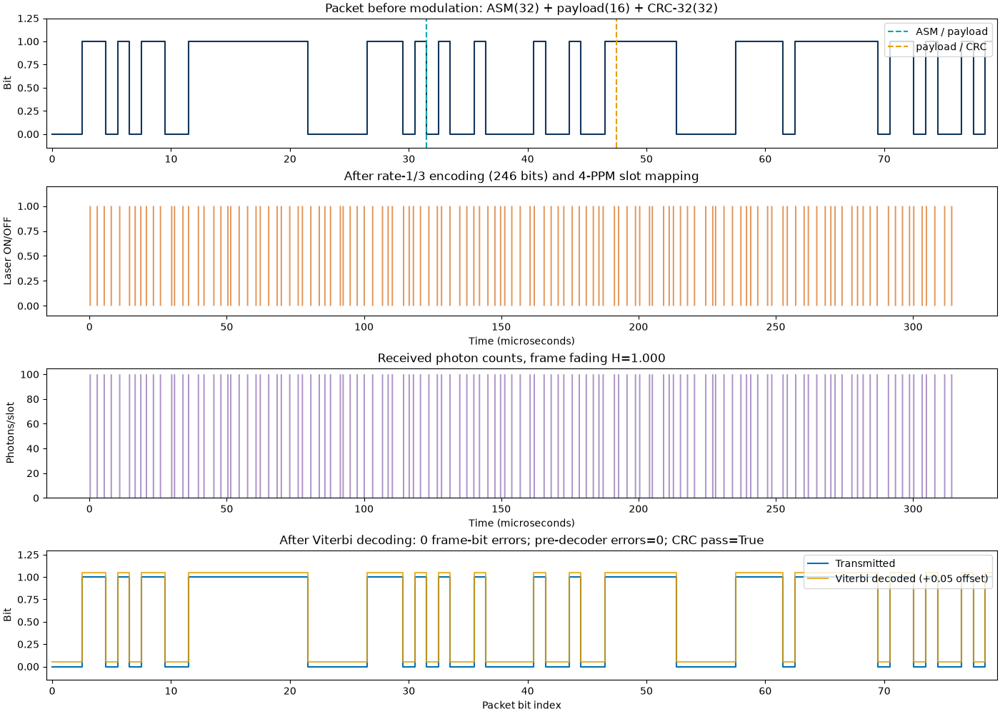 Packet before modulation: ASM(32) + payload(16) + CRC-32(32)
1.25
1.00
0.75
0.50
0.25
0.00
Bit
ASM / payload
payload / CRC
0 10 20 30 40 50 60 70
After rate-1/3 encoding (246 bits) and 4-PPM slot mapping
1.00
0.75
0.50
0.25
0.00
Laser ON/OFF
0 50 100 150 200 250 300
Time (microseconds)
Received photon counts, frame fading H=1.000
100
80
60
40
20
0
Photons/slot
0 50 100 150 200 250 300
Time (microseconds)
After Viterbi decoding: 0 frame-bit errors; pre-decoder errors=0; CRC pass=True
1.25
1.00
0.75
0.50
0.25
0.00
Bit
Transmitted
Viterbi decoded (+0.05 offset)
0 10 20 30 40 50 60 70
Packet bit index